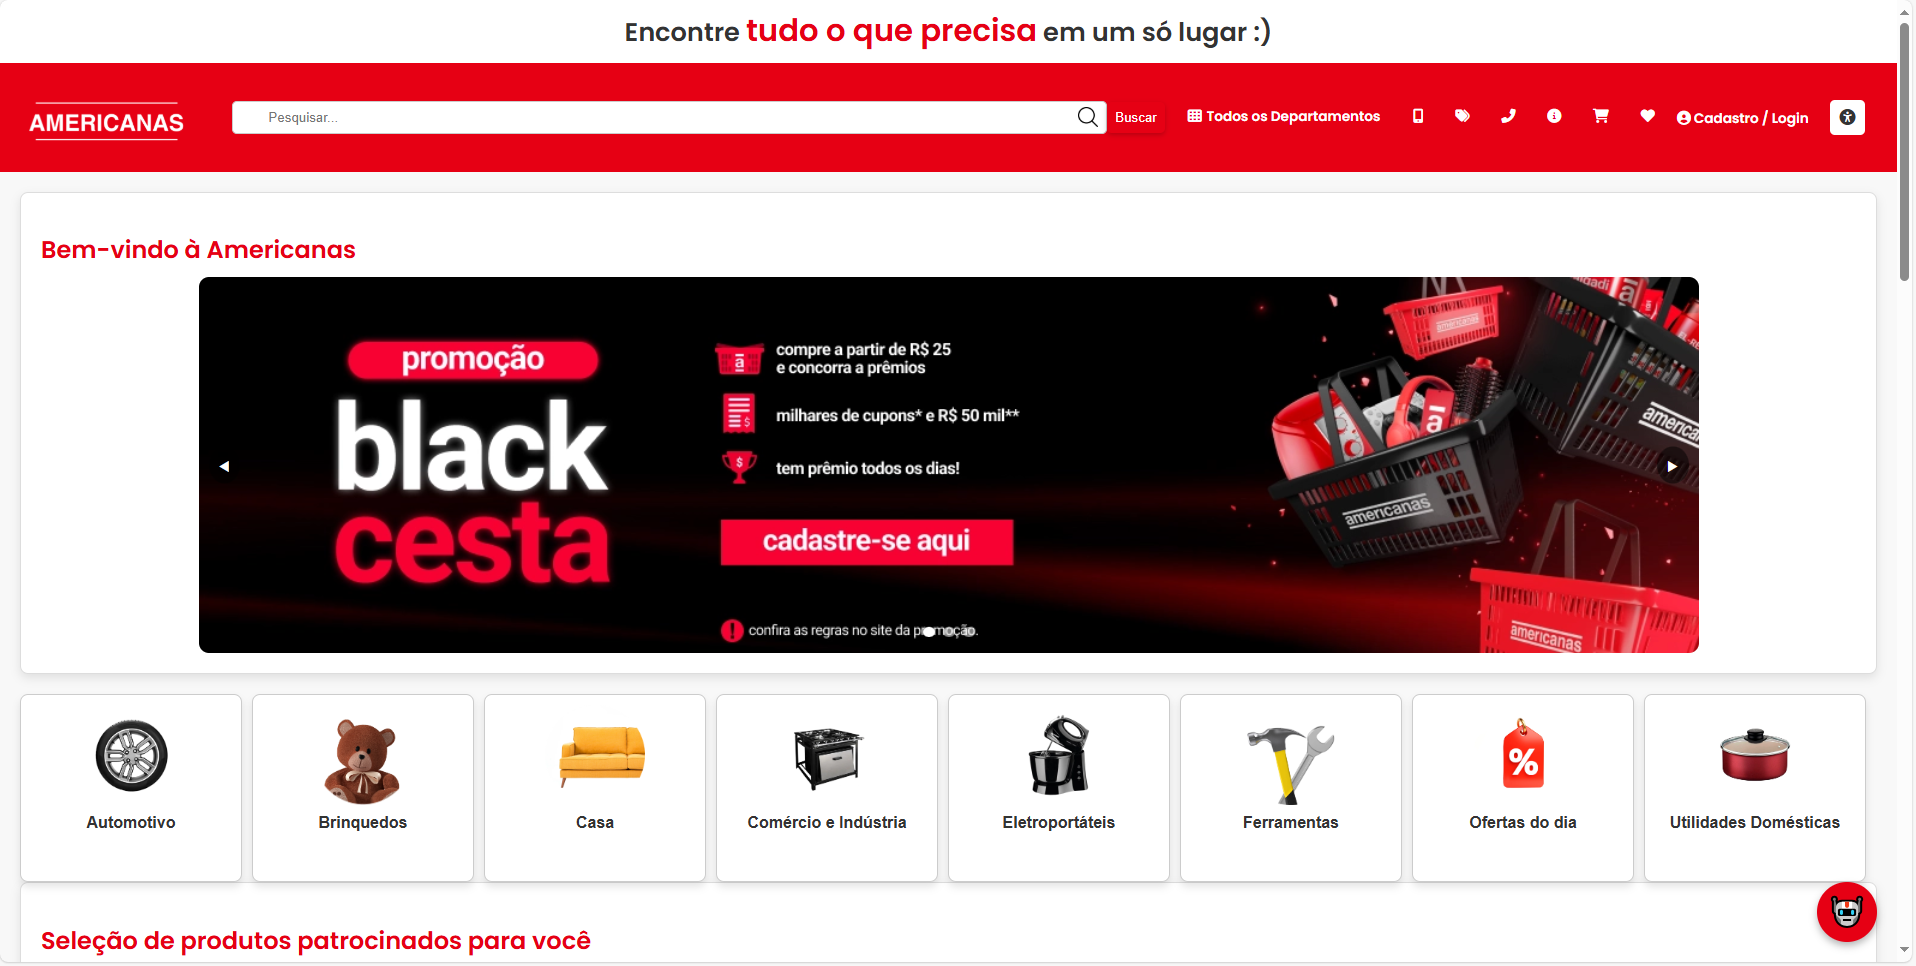 Encontre tudo o que precisa em um só lugar :)
AMERICANAS
Pesquisar...
Buscar
Todos os Departamentos
Cadastro / Login
Bem-vindo à Americanas
promoção
black
cesta
compre a partir de R$ 25
e concorra a prêmios
milhares de cupons* e R$ 50 mil**
tem prêmio todos os dias!
cadastre-se aqui
confira as regras no site da promoção.
americanas
americanas
americanas
americanas
Automotivo
Brinquedos
Casa
Comércio e Indústria
Eletroportáteis
Ferramentas
%
Ofertas do dia
Utilidades Domésticas
Seleção de produtos patrocinados para você